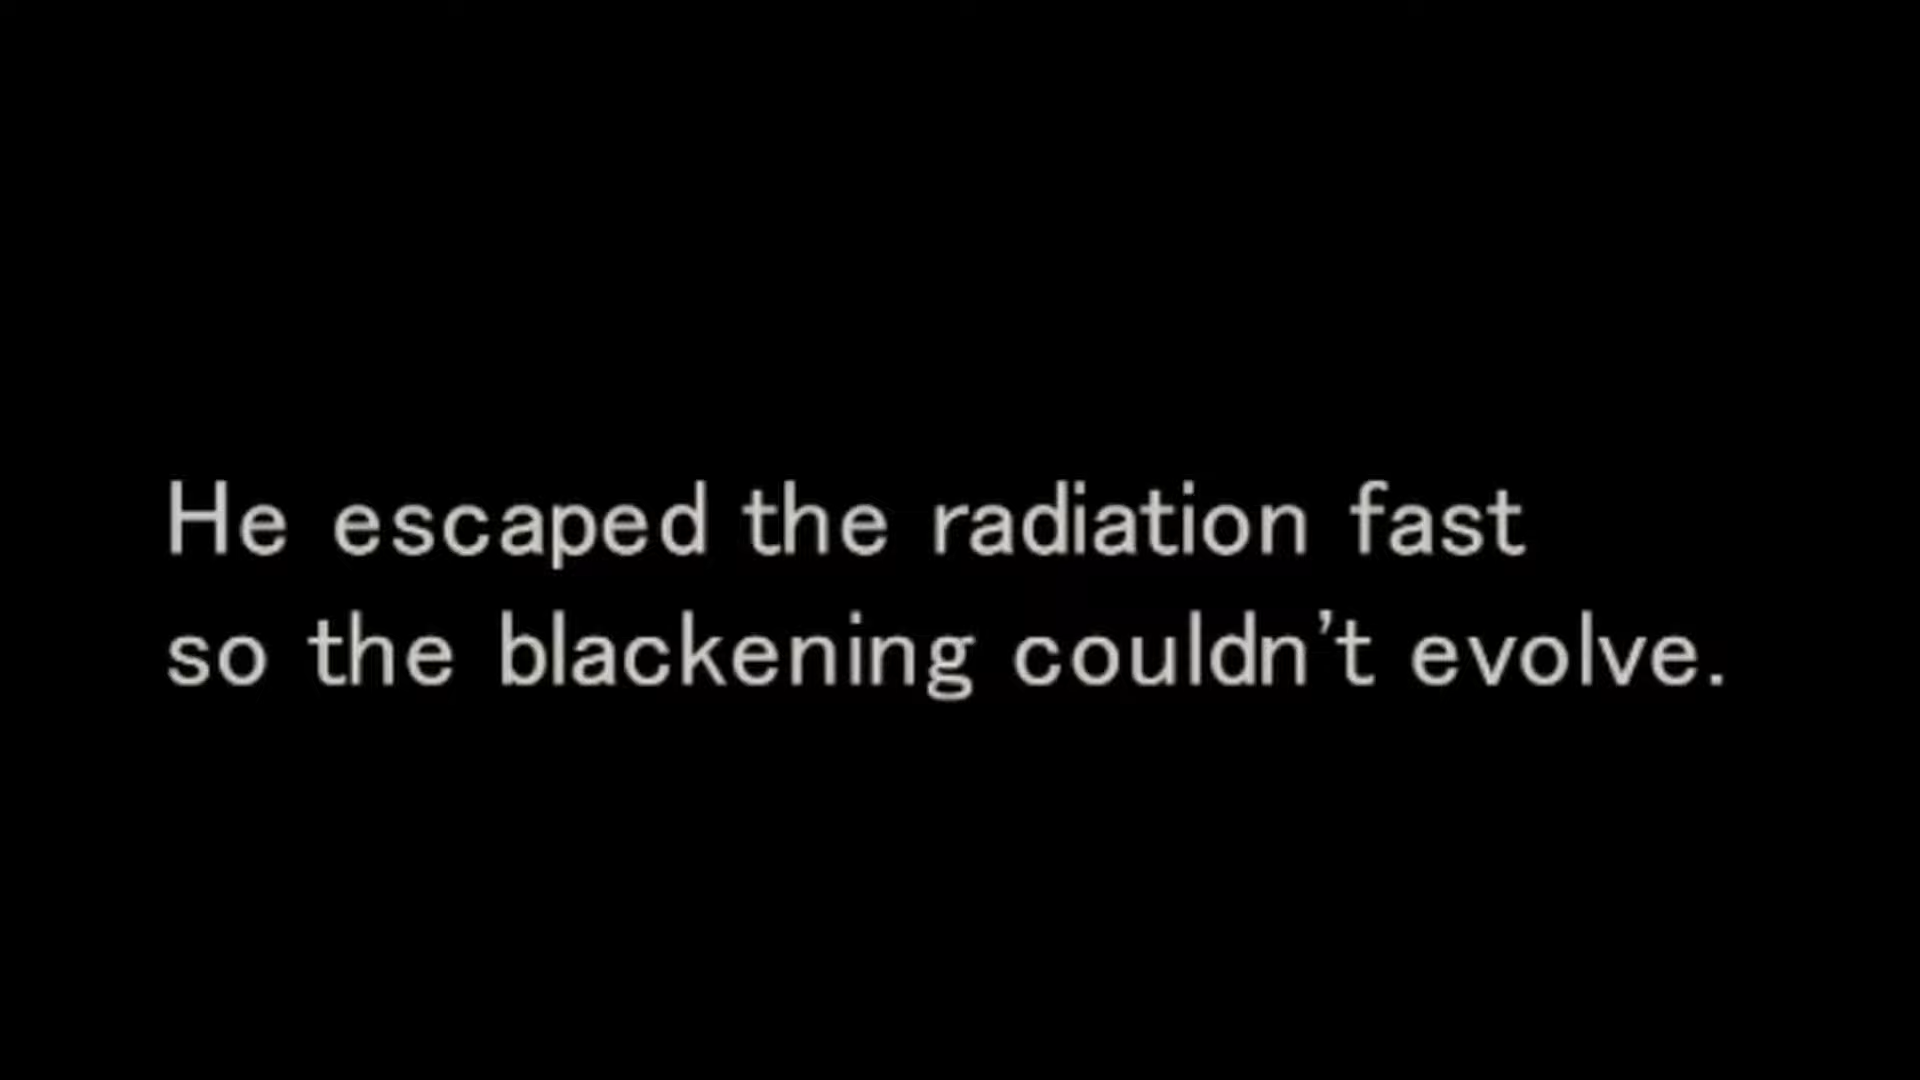 He escaped the radiation fast
so the blackening couldn't evolve.